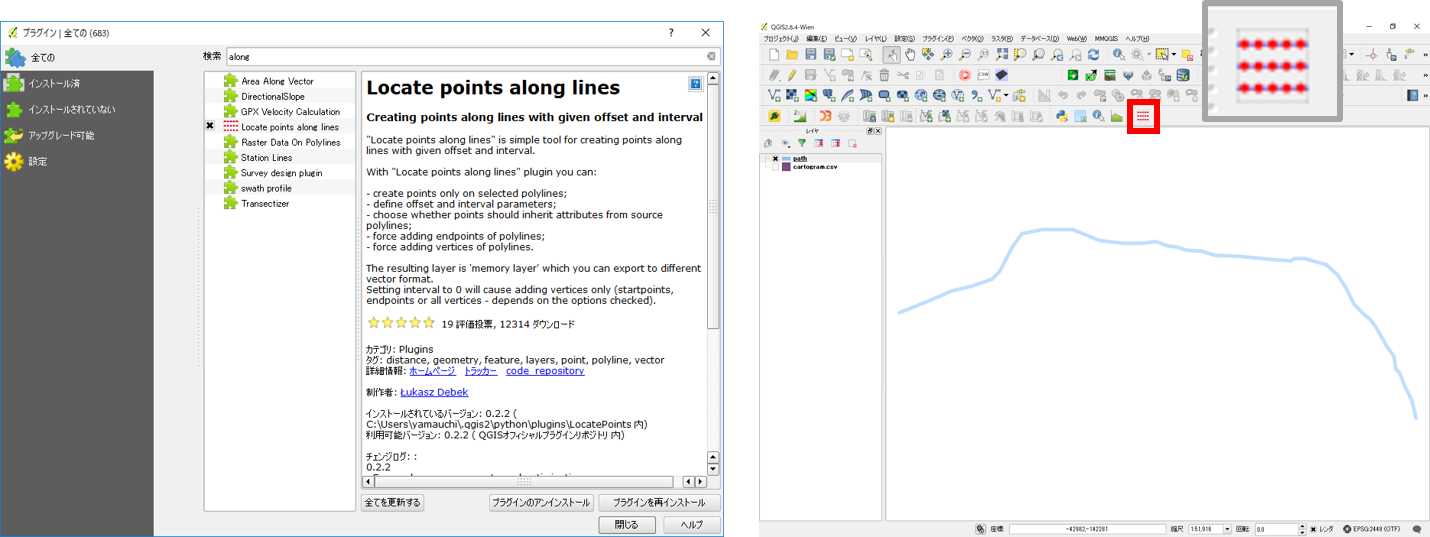 プラグイン | 全ての (683)
全ての
インストール済
インストールされていない
アップグレード可能
設定
検索 along
Area Along Vector
DirectionalSlope
GPX Velocity Calculation
Locate points along lines
Raster Data On Polylines
Station Lines
Survey design plugin
swath profile
Transectizer
Locate points along lines
Creating points along lines with given offset and interval
"Locate points along lines" is simple tool for creating points along
lines with given offset and interval.
With "Locate points along lines" plugin you can:
- create points only on selected polylines;
- define offset and interval parameters;
- choose whether points should inherit attributes from source
polylines;
- force adding endpoints of polylines;
- force adding vertices of polylines.
The resulting layer is 'memory layer' which you can export to different
vector format.
Setting interval to 0 will cause adding vertices only (startpoints,
endpoints or all vertices - depends on the options checked).
19 評価投票, 12314 ダウンロード
カテゴリ: Plugins
タグ: distance, geometry, feature, layers, point, polyline, vector
詳細情報: ホームページ トラッカー code_repository
制作者: Łukasz Dębek
インストールされているバージョン: 0.2.2 (
C:\Users\yamauchi\.qgis2\python\plugins\LocatePoints 内)
利用可能バージョン: 0.2.2 ( QGISオフィシャルプラグインリポジトリ 内)
チェンジログ: :
0.2.2
全てを更新する
プラグインのアンインストール
プラグインを再インストール
閉じる
ヘルプ
QGIS2.8.4-Wien
プロジェクト(J) 編集(E) ビュー(V) レイヤ(L) 設定(S) プラグイン(P) ベクタ(O) ラスタ(R) データベース(D) Web(W) MMQGIS ヘルプ(H)
CSW
レイヤ
path
cartogram.csv
座標: -42982,-142281 縮尺 1:51,916 回転: 0.0 レンダ EPSG:2448 (OTF)